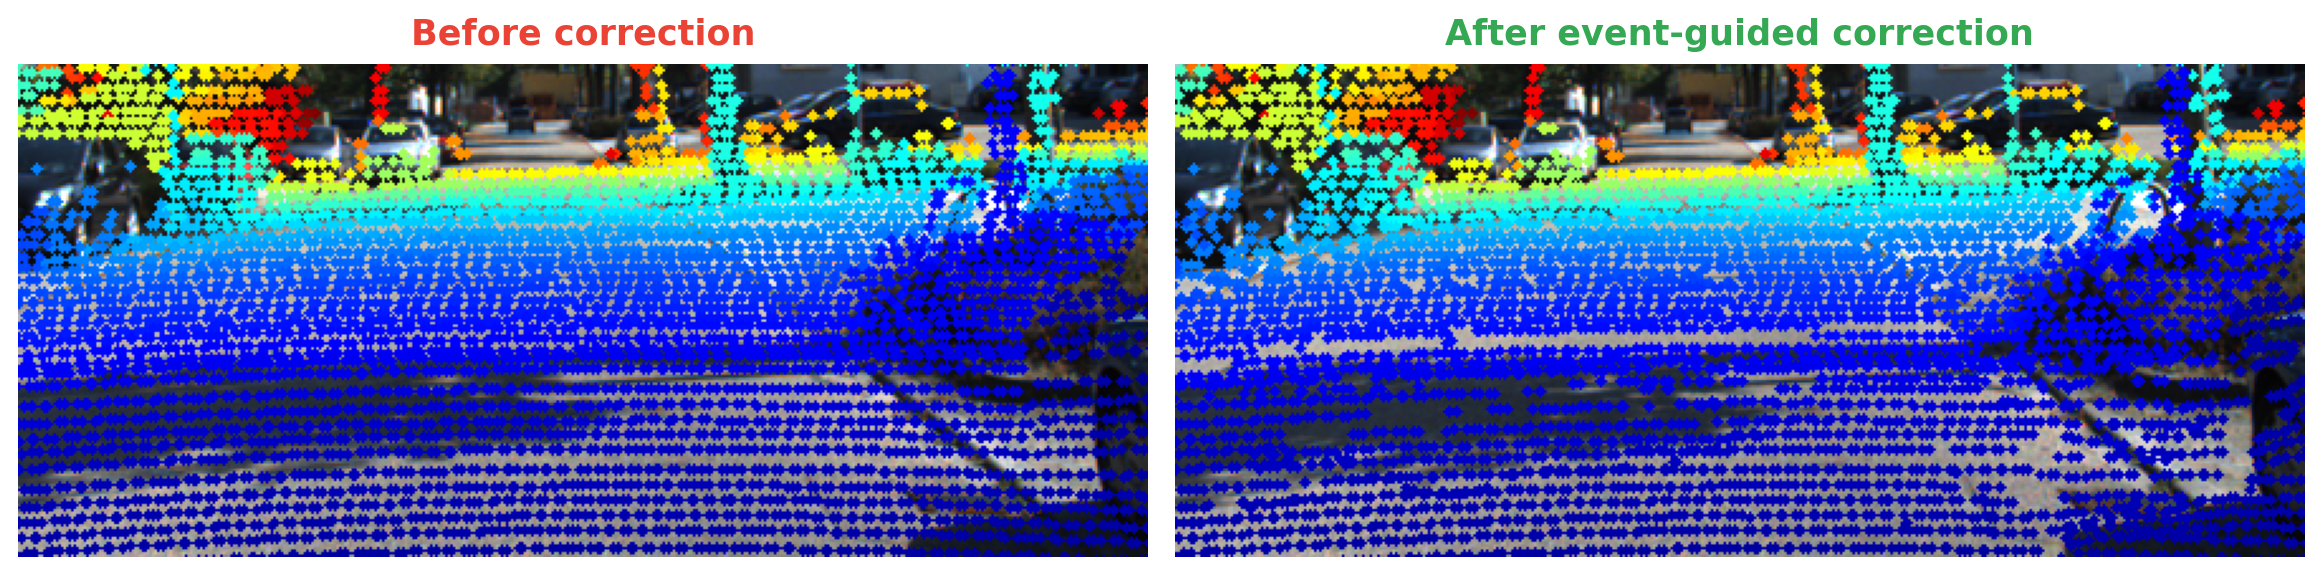 Before correction
After event-guided correction